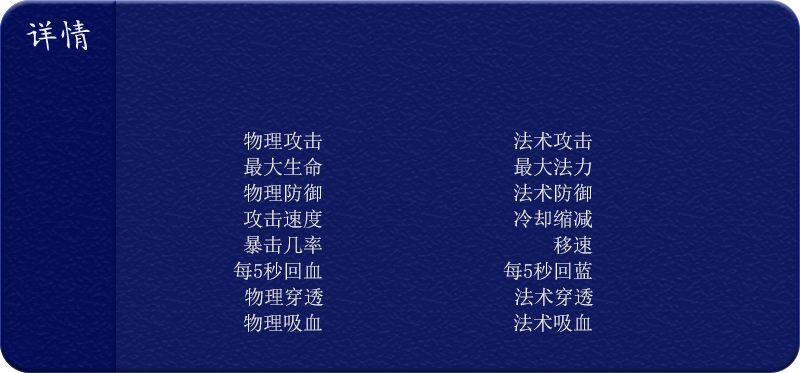 详情
物理攻击 法术攻击
最大生命 最大法力
物理防御 法术防御
攻击速度 冷却缩减
暴击几率 移速
每5秒回血 每5秒回蓝
物理穿透 法术穿透
物理吸血 法术吸血